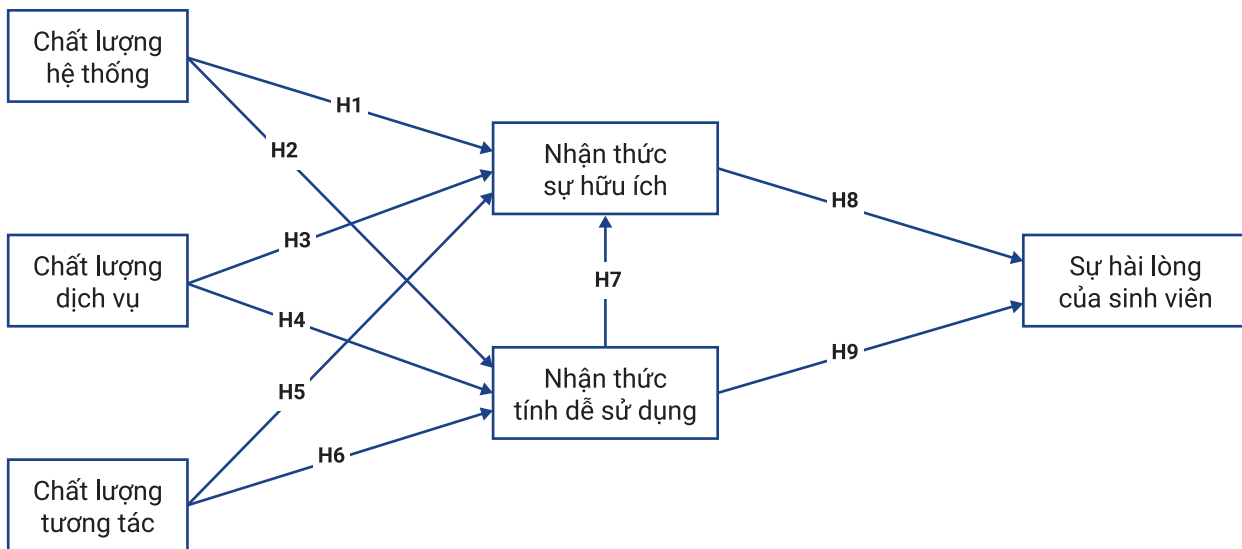 Chất lượng
hệ thống
H1
H2
Nhận thức
sự hữu ích
H8
H3
Chất lượng
dịch vụ
H7
Sự hài lòng
của sinh viên
H4
H9
H5
Nhận thức
tính dễ sử dụng
H6
Chất lượng
tương tác